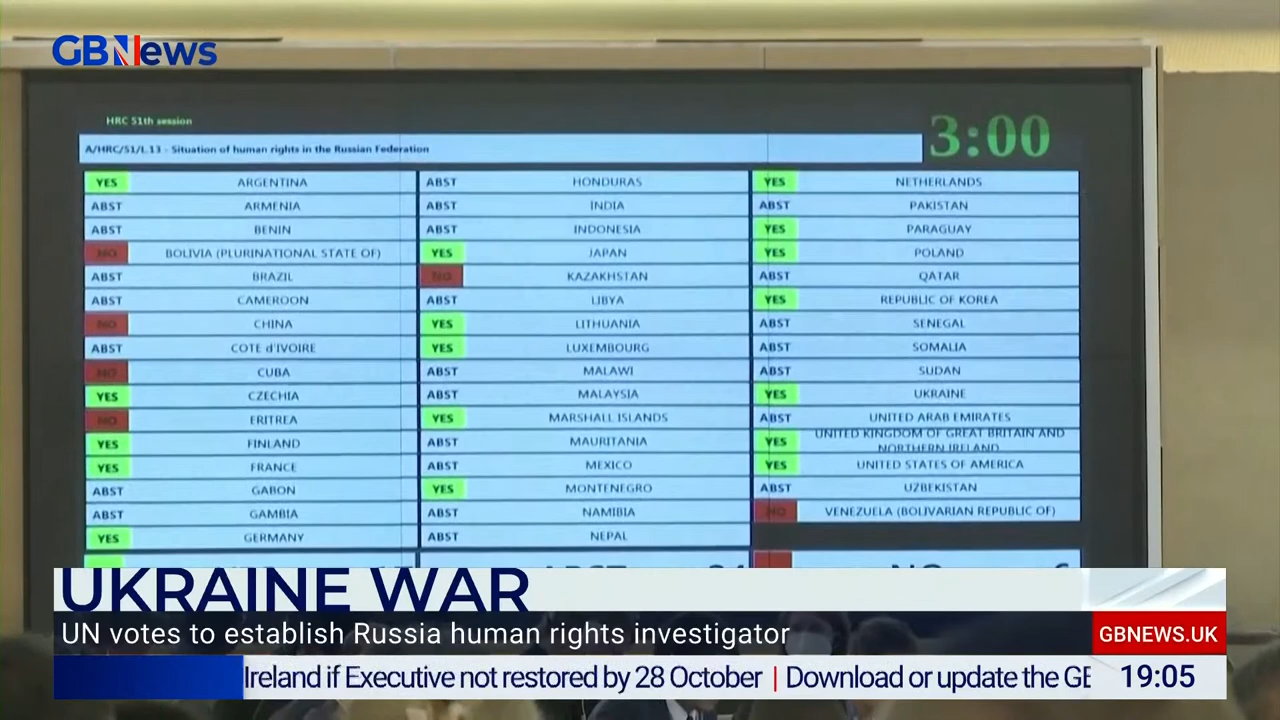 GBNews
HRC 51th session
3:00
A/HRC/51/L.13 - Situation of human rights in the Russian Federation
YES ARGENTINA
ABST ARMENIA
ABST BENIN
NO BOLIVIA (PLURINATIONAL STATE OF)
ABST BRAZIL
ABST CAMEROON
NO CHINA
ABST COTE d'IVOIRE
NO CUBA
YES CZECHIA
NO ERITREA
YES FINLAND
YES FRANCE
ABST GABON
ABST GAMBIA
YES GERMANY
ABST HONDURAS
ABST INDIA
ABST INDONESIA
YES JAPAN
NO KAZAKHSTAN
ABST LIBYA
YES LITHUANIA
YES LUXEMBOURG
ABST MALAWI
ABST MALAYSIA
YES MARSHALL ISLANDS
ABST MAURITANIA
ABST MEXICO
YES MONTENEGRO
ABST NAMIBIA
ABST NEPAL
YES NETHERLANDS
ABST PAKISTAN
YES PARAGUAY
YES POLAND
ABST QATAR
YES REPUBLIC OF KOREA
ABST SENEGAL
ABST SOMALIA
ABST SUDAN
YES UKRAINE
ABST UNITED ARAB EMIRATES
YES UNITED KINGDOM OF GREAT BRITAIN AND
NORTHERN IRELAND
YES UNITED STATES OF AMERICA
ABST UZBEKISTAN
NO VENEZUELA (BOLIVARIAN REPUBLIC OF)
ABST 24 NO 6
UKRAINE WAR
UN votes to establish Russia human rights investigator
GBNEWS.UK
Ireland if Executive not restored by 28 October | Download or update the GB
19:05